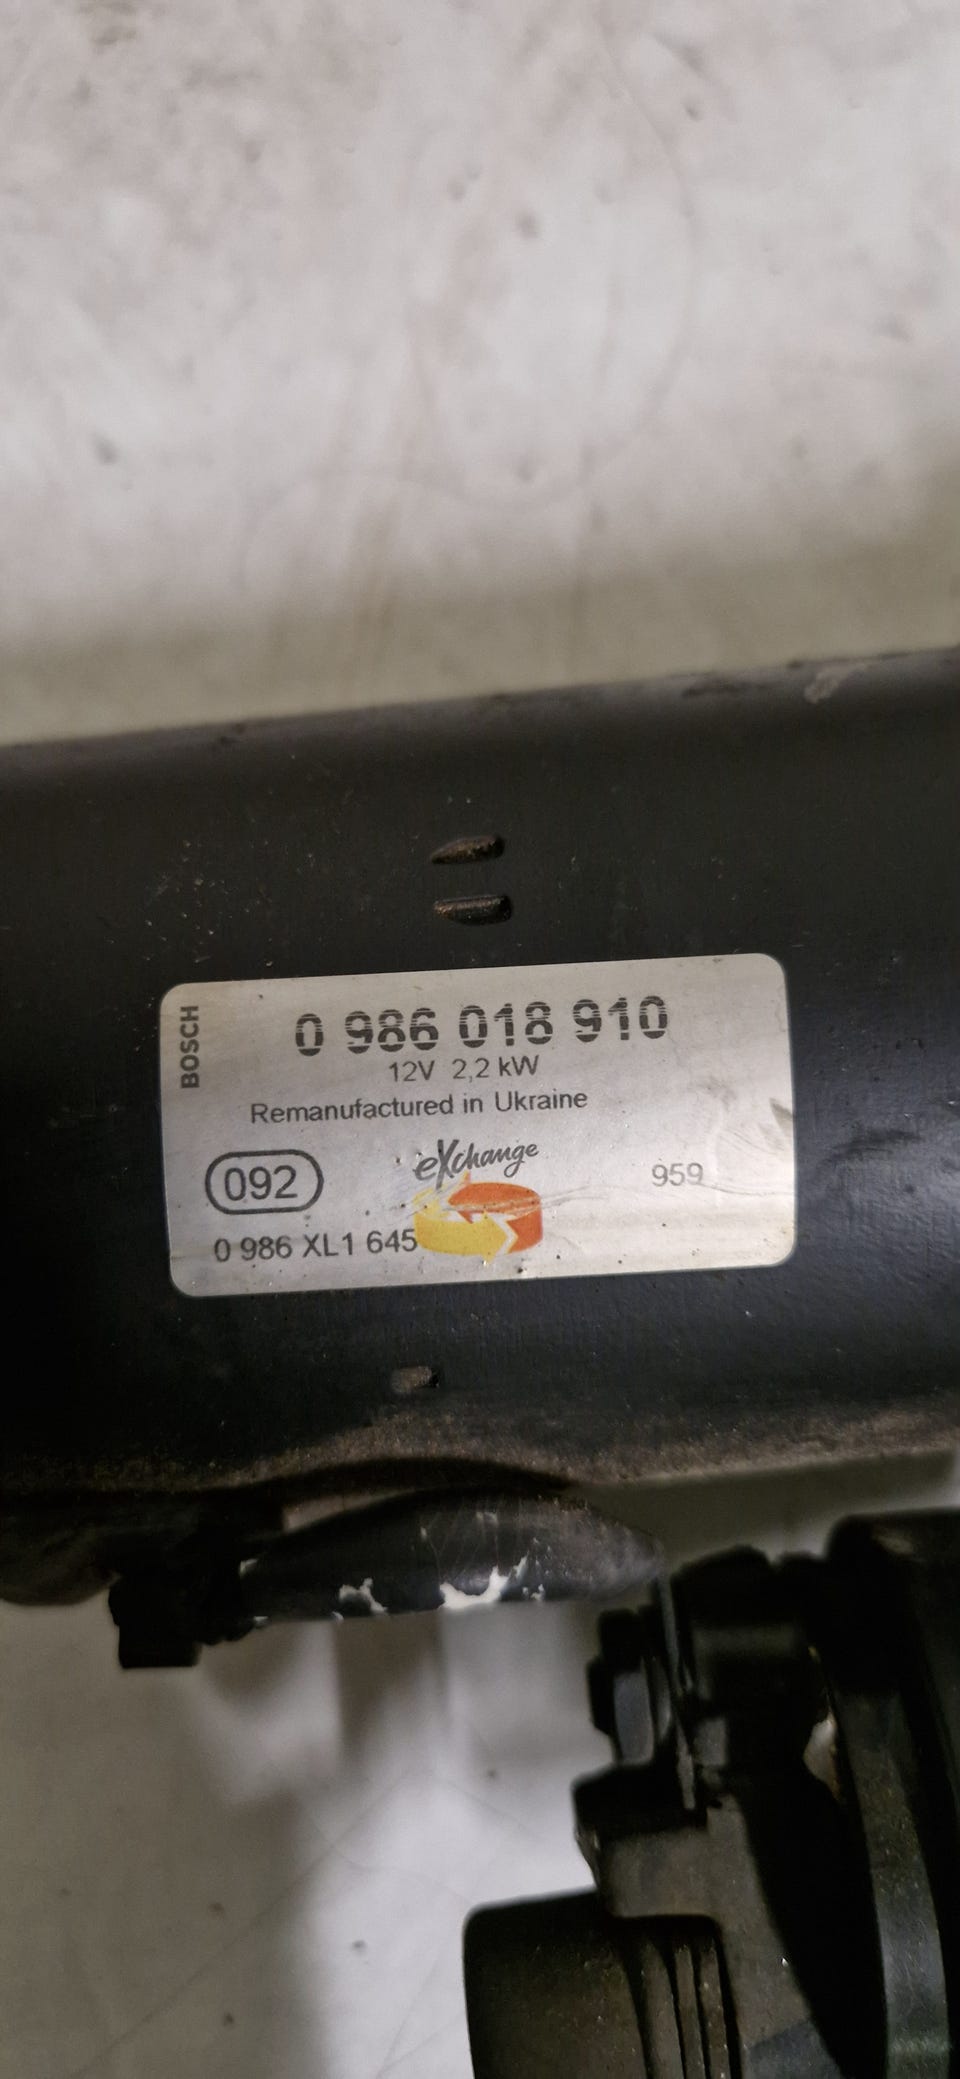 BOSCH
0 986 018 910
12V 2,2 kW
Remanufactured in Ukraine
eXchange
092
959
0 986 XL1 645